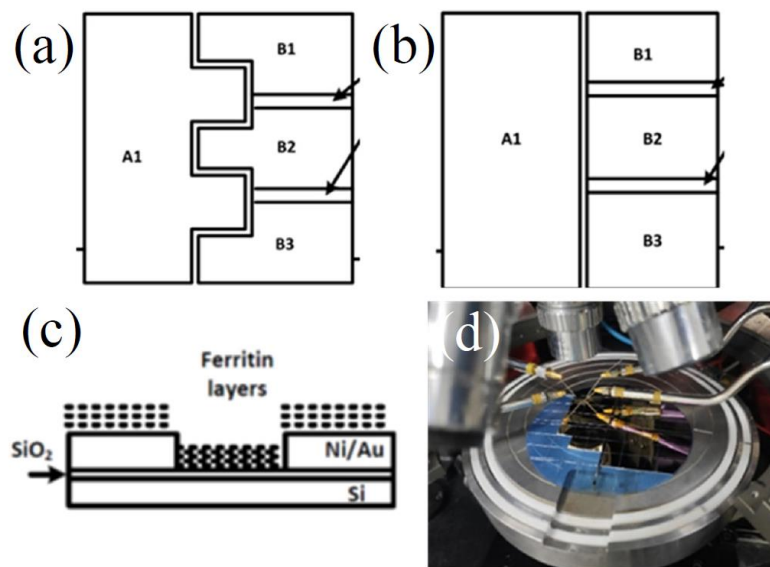 (a)
B1
A1
B2
B3
(b)
B1
A1
B2
B3
(c)
Ferritin
layers
SiO₂
Ni/Au
Si
(d)